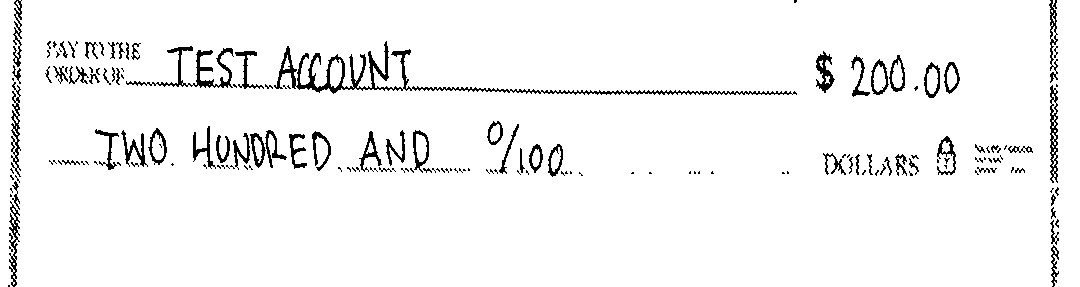 PAY TO THE
ORDER OF TEST ACCOUNT $ 200.00
TWO HUNDRED AND 0/100 DOLLARS